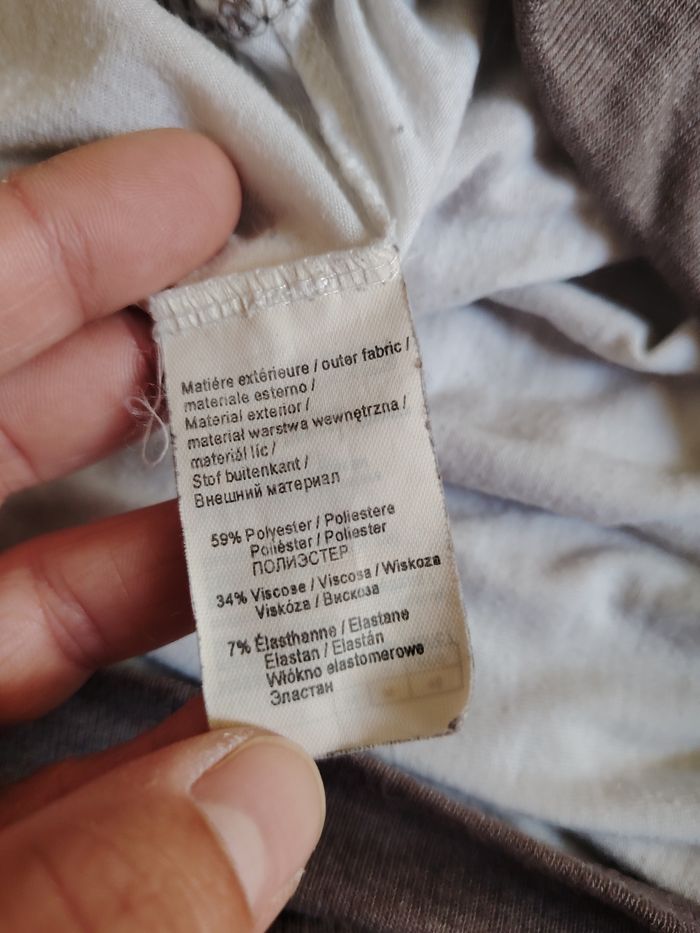 Matiére extérieure / outer fabric /
materiale esterno /
Material exterior /
materiał warstwa wewnętrzna /
materiál líc /
Stof buitenkant /
Внешний материал
59% Polyester / Poliestere
Poliéster / Poliester
ПОЛИЭСТЕР
34% Viscose / Viscosa / Wiskoza
Viskóza / Вискоза
7% Élasthanne / Elastane
Elastan / Elastán
Włókno elastomerowe
Эластан